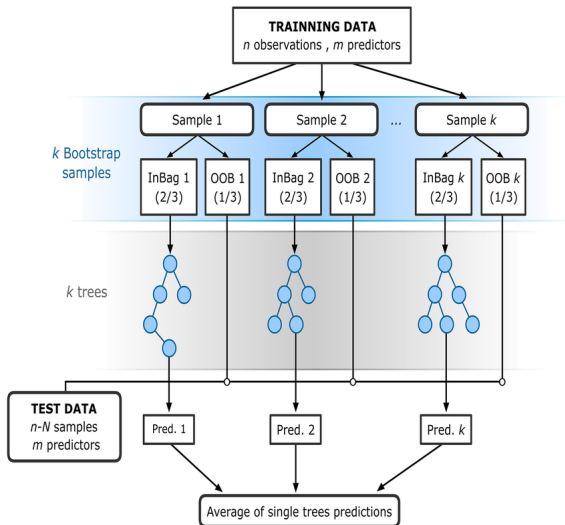 TRAINNING DATA
n observations , m predictors
Sample 1
Sample 2
...
Sample k
k Bootstrap
samples
InBag 1
(2/3)
OOB 1
(1/3)
InBag 2
(2/3)
OOB 2
(1/3)
InBag k
(2/3)
OOB k
(1/3)
k trees
TEST DATA
n-N samples
m predictors
Pred. 1
Pred. 2
Pred. k
Average of single trees predictions